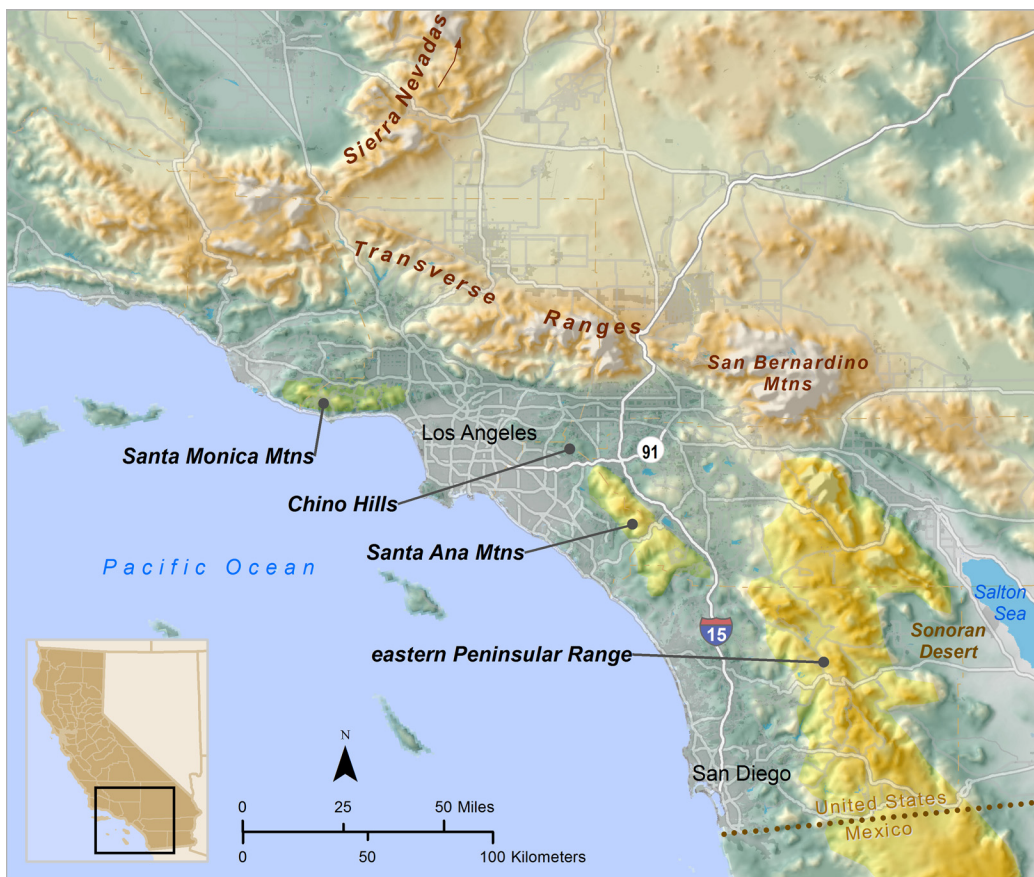 Sierra Nevadas
Transverse
Ranges
San Bernardino
Mtns
Los Angeles
91
Santa Monica Mtns
Chino Hills
Santa Ana Mtns
Pacific Ocean
Salton
Sea
Sonoran
Desert
15
eastern Peninsular Range
N
San Diego
0 25 50 Miles
0 50 100 Kilometers
United States
Mexico